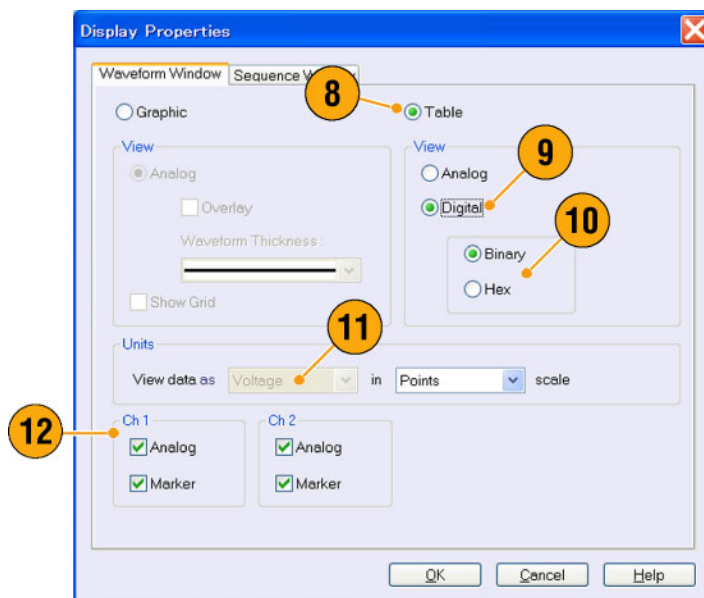 Display Properties
Waveform Window
Sequence
8
Graphic
Table
View
Analog
Overlay
Waveform Thickness :
Show Grid
View
9
Analog
Digital
10
Binary
Hex
11
Units
View data as Voltage in Points scale
12
Ch 1
Analog
Marker
Ch 2
Analog
Marker
OK Cancel Help